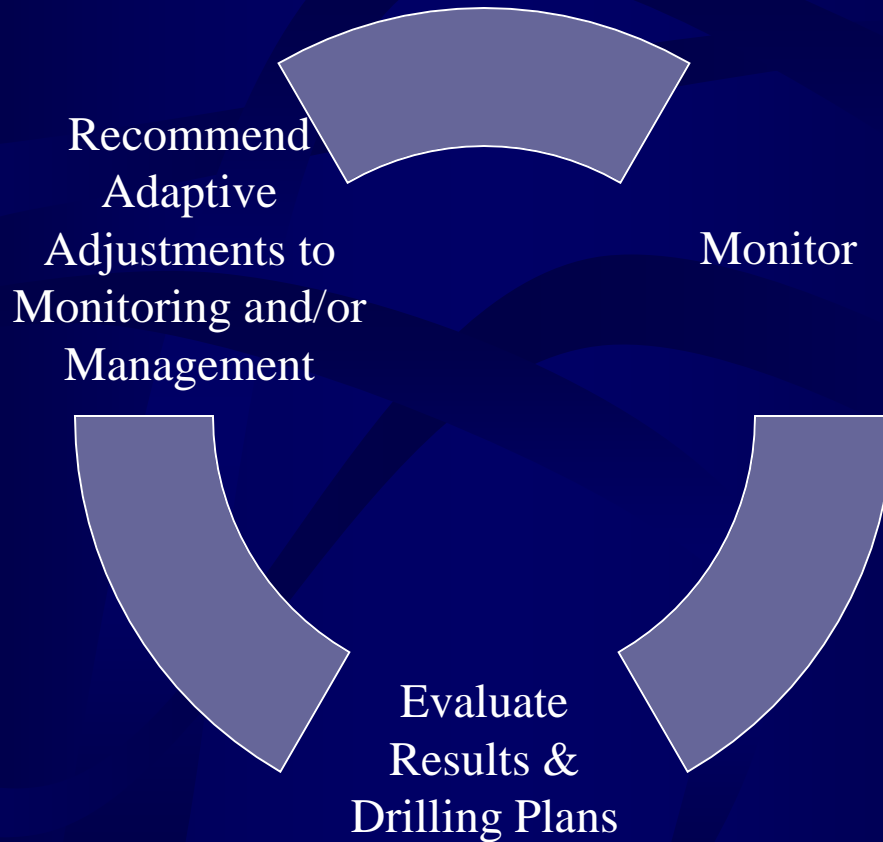 Recommend
Adaptive
Adjustments to
Monitoring and/or
Management
Monitor
Evaluate
Results &
Drilling Plans